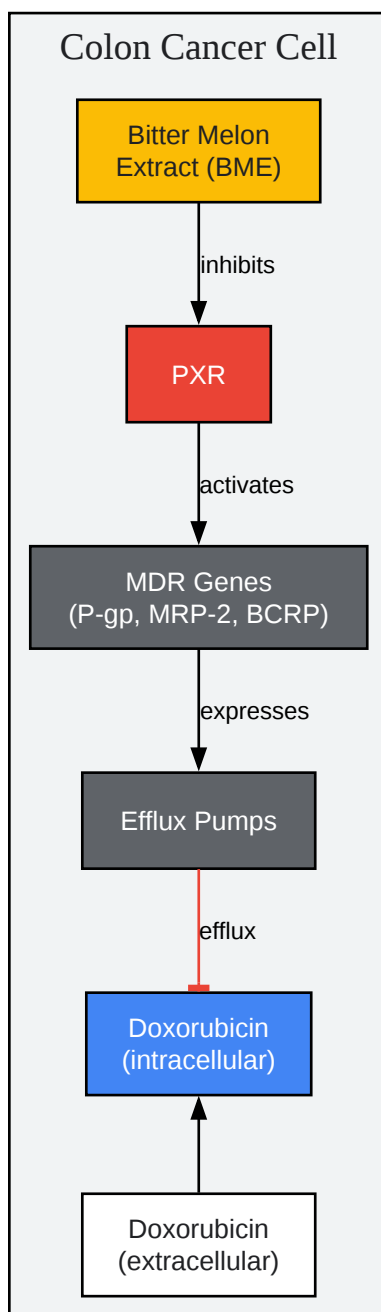 Colon Cancer Cell
Bitter Melon
Extract (BME)
inhibits
PXR
activates
MDR Genes
(P-gp, MRP-2, BCRP)
expresses
Efflux Pumps
efflux
Doxorubicin
(intracellular)
Doxorubicin
(extracellular)